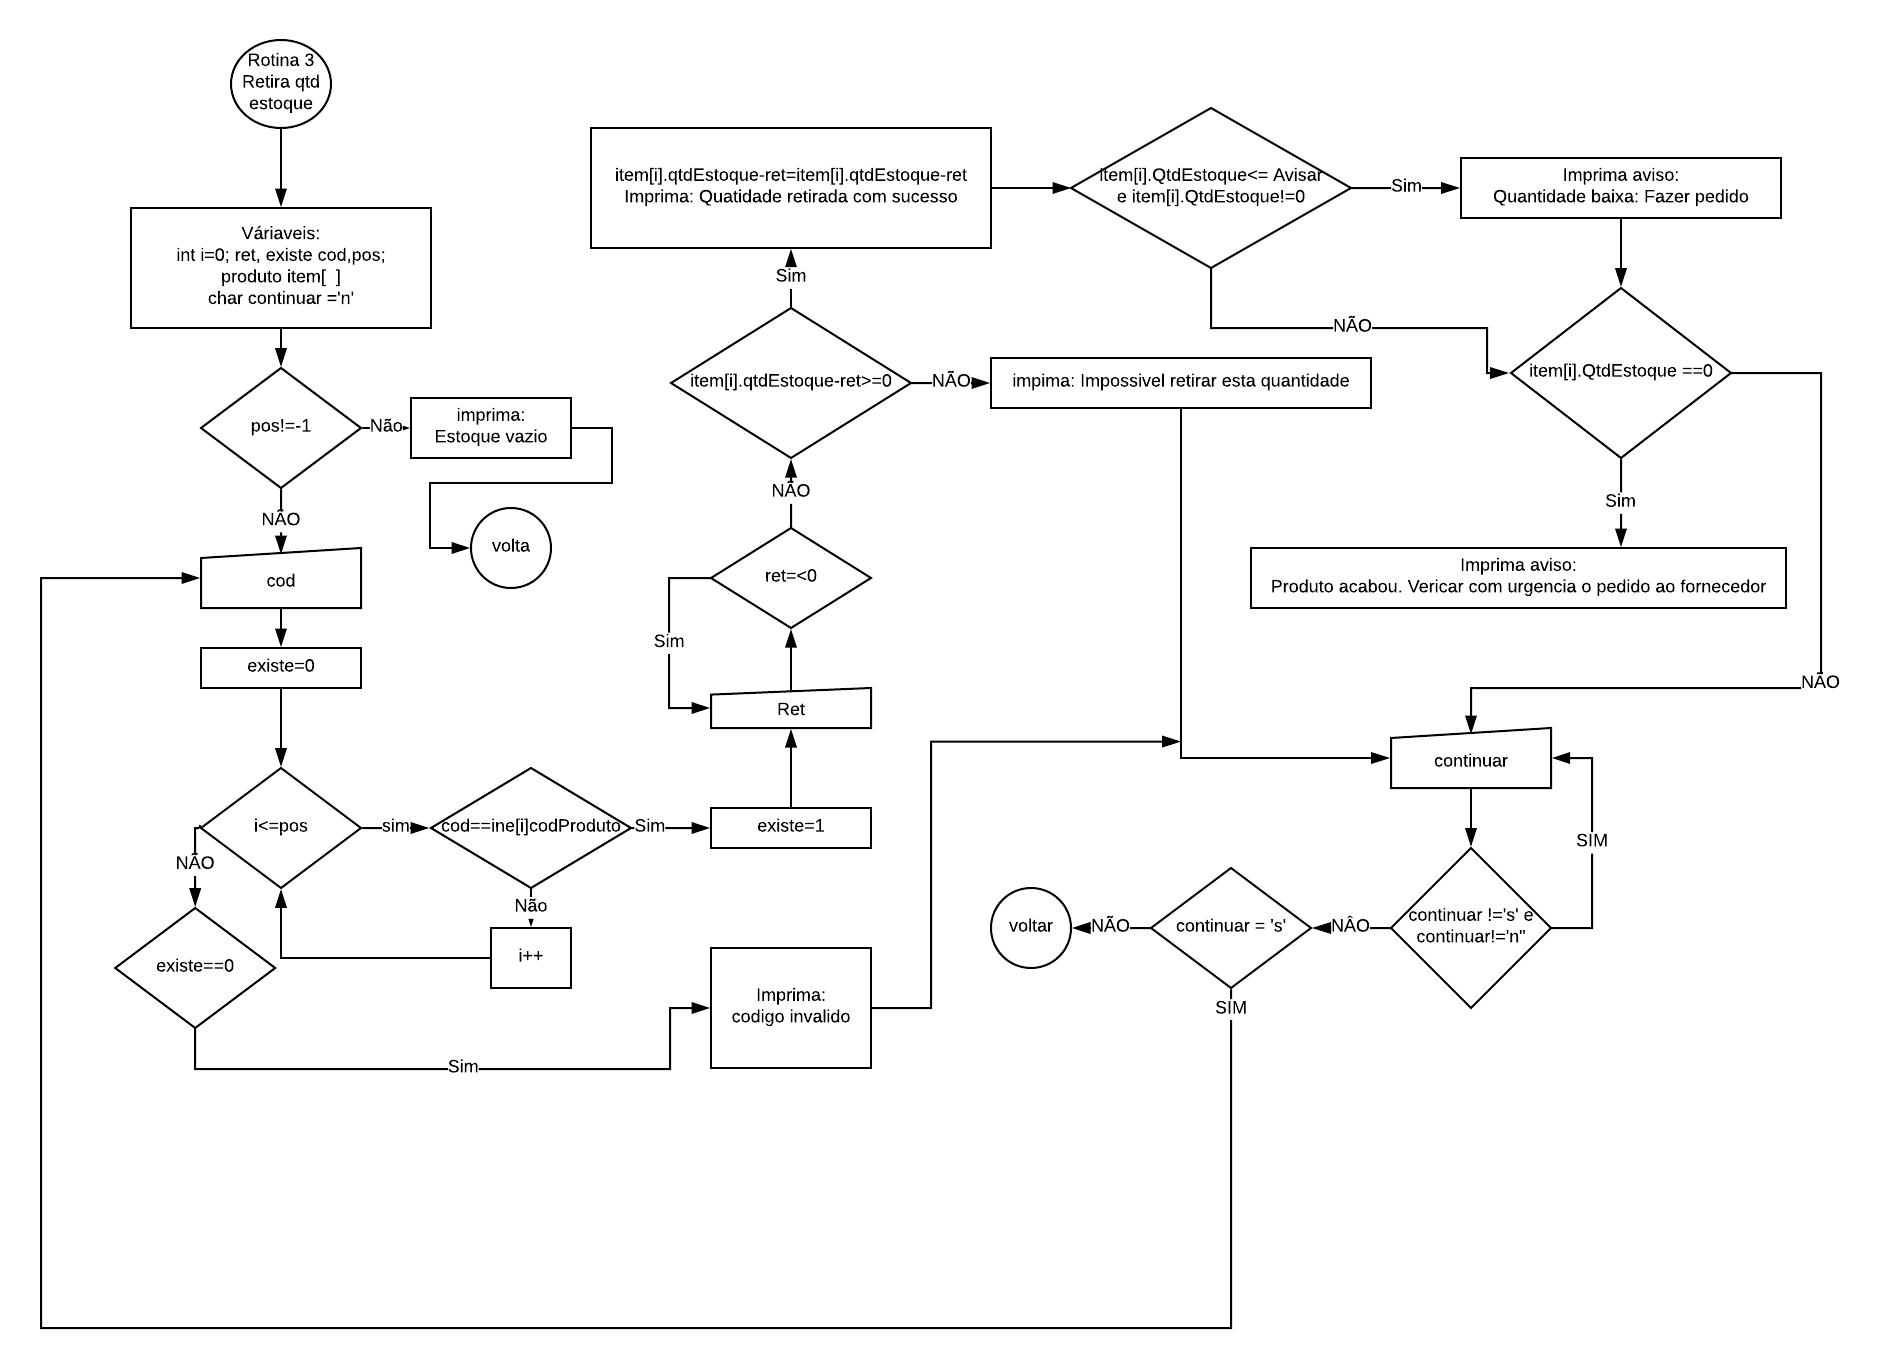 Rotina 3
Retira qtd
estoque
Váriaveis:
int i=0; ret, existe cod,pos;
produto item[  ]
char continuar ='n'
pos!=-1
Não
imprima:
Estoque vazio
volta
NÃO
cod
existe=0
i<=pos
sim
cod==ine[i]codProduto
Sim
existe=1
Não
i++
NÃO
existe==0
Sim
Imprima:
codigo invalido
Ret
ret=<0
Sim
NÃO
item[i].qtdEstoque-ret>=0
NÃO
impima: Impossivel retirar esta quantidade
Sim
item[i].qtdEstoque-ret=item[i].qtdEstoque-ret
Imprima: Quatidade retirada com sucesso
item[i].QtdEstoque<= Avisar
e item[i].QtdEstoque!=0
Sim
Imprima aviso:
Quantidade baixa: Fazer pedido
NÃO
item[i].QtdEstoque ==0
Sim
Imprima aviso:
Produto acabou. Vericar com urgencia o pedido ao fornecedor
NÃO
continuar
SIM
continuar !='s' e
continuar!='n"
NÂO
continuar = 's'
NÃO
voltar
SIM